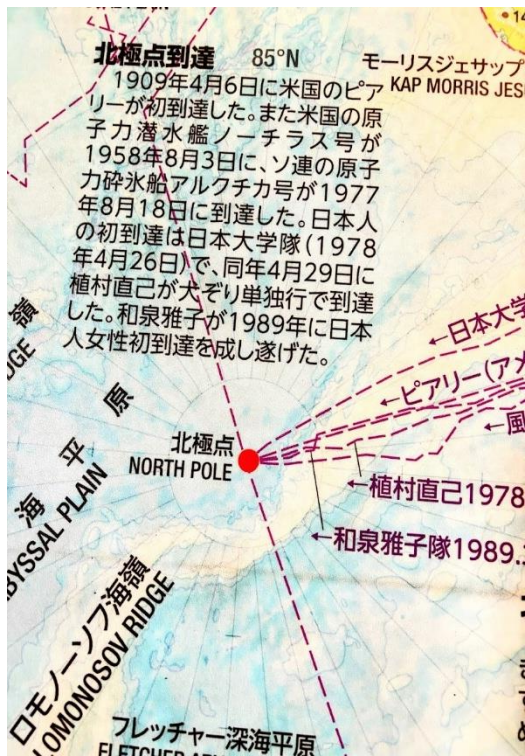 14
北極点到達 85°N
モーリスジェサップ
KAP MORRIS JES
1909年4月6日に米国のピア
リーが初到達した。また米国の原
子力潜水艦ノーチラス号が
1958年8月3日に、ソ連の原子
力砕氷船アルクチカ号が1977
年8月18日に到達した。日本人
の初到達は日本大学隊(1978
年4月26日)で、同年4月29日に
植村直己が犬ぞり単独行で到達
した。和泉雅子が1989年に日本
人女性初到達を成し遂げた。
嶺
DGE
←日本大学
←ピアリー(アメ
←風
北極点
NORTH POLE
←植村直己1978
←和泉雅子隊1989.
海平原
BYSSAL PLAIN
ロモノーソフ海嶺
LOMONOSOV RIDGE
フレッチャー深海平原